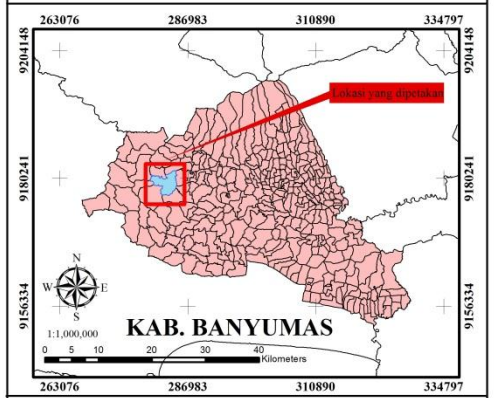 263076 286983 310890 334797
9204148 9204148
Lokasi yang dipetakan
9180241 9180241
N
W E
S
9156334 9156334
1:1,000,000
KAB. BANYUMAS
0 5 10 20 30 40
Kilometers
263076 286983 310890 334797